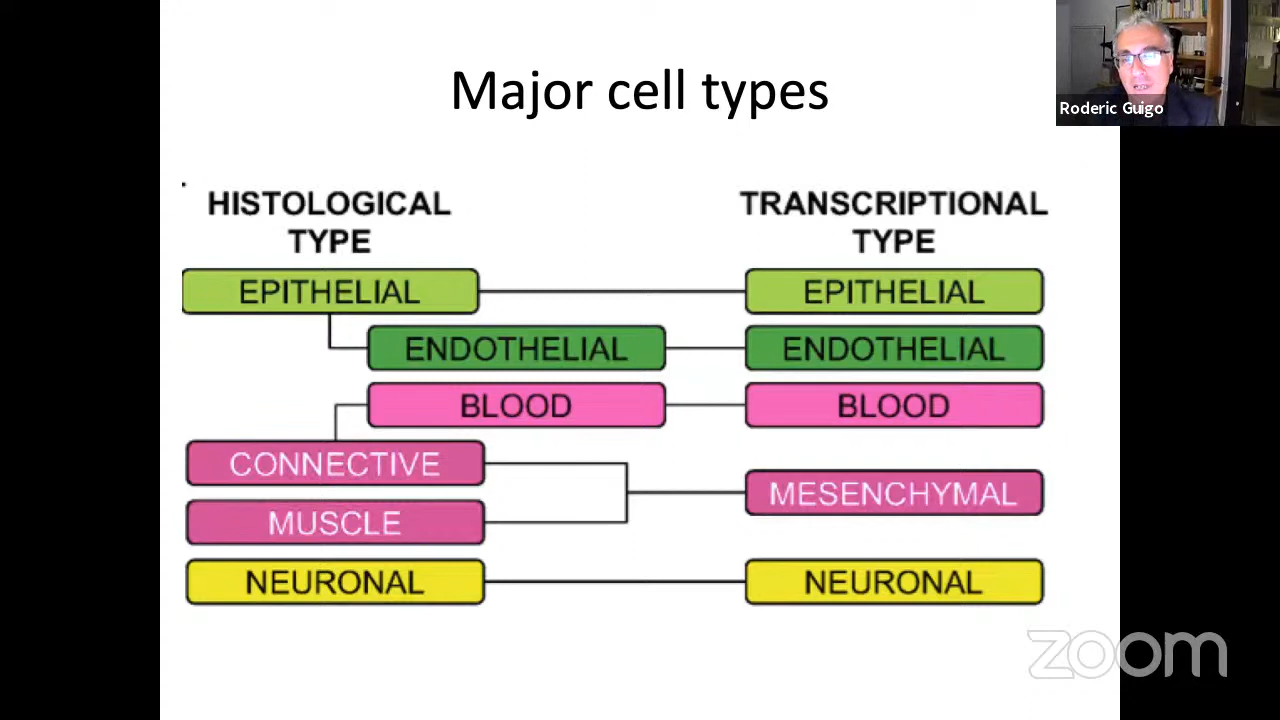 Major cell types
Roderic Guigo
HISTOLOGICAL
TYPE
TRANSCRIPTIONAL
TYPE
EPITHELIAL
EPITHELIAL
ENDOTHELIAL
ENDOTHELIAL
BLOOD
BLOOD
CONNECTIVE
MESENCHYMAL
MUSCLE
NEURONAL
NEURONAL
zoom